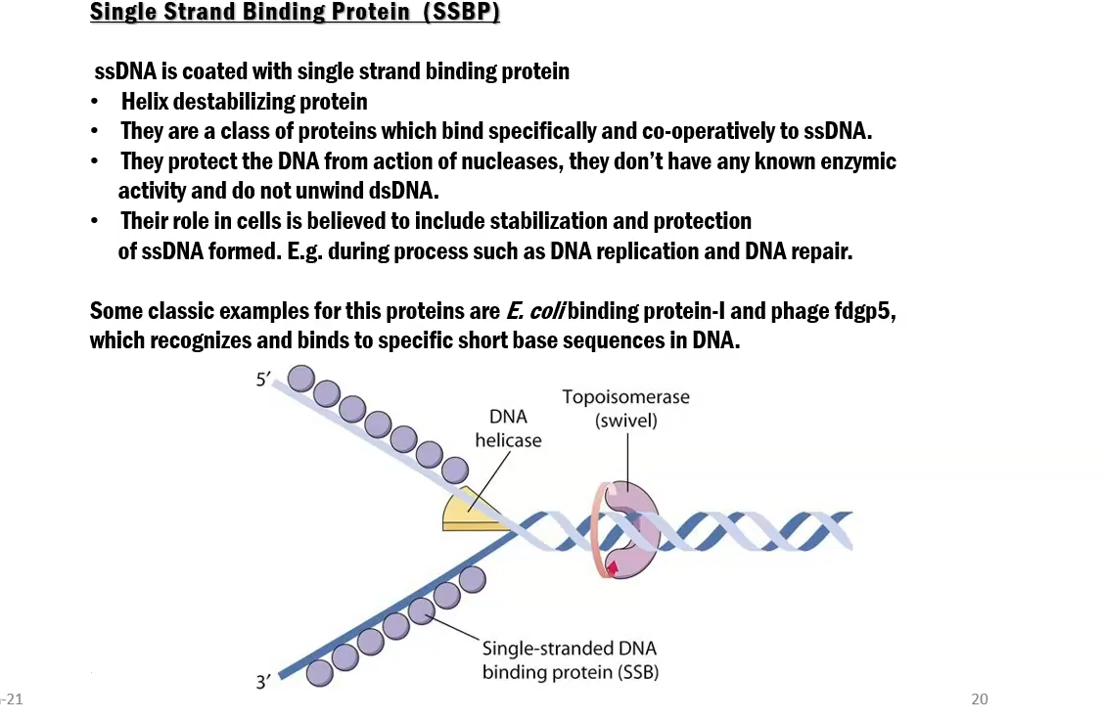 Single Strand Binding Protein (SSBP)
ssDNA is coated with single strand binding protein
• Helix destabilizing protein
• They are a class of proteins which bind specifically and co-operatively to ssDNA.
• They protect the DNA from action of nucleases, they don't have any known enzymic
activity and do not unwind dsDNA.
• Their role in cells is believed to include stabilization and protection
of ssDNA formed. E.g. during process such as DNA replication and DNA repair.
Some classic examples for this proteins are E. coli binding protein-I and phage fdgp5,
which recognizes and binds to specific short base sequences in DNA.
5′
DNA
helicase
Topoisomerase
(swivel)
Single-stranded DNA
binding protein (SSB)
3′
-21
20